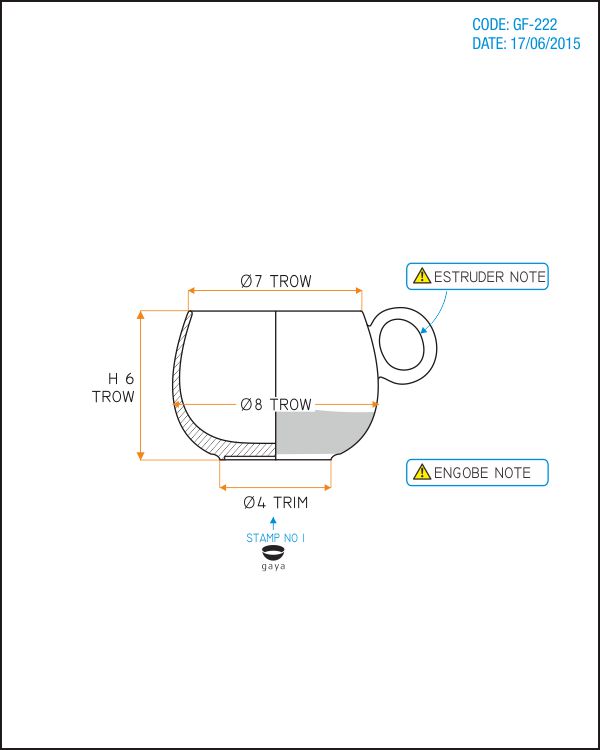 CODE: GF-222
DATE: 17/06/2015
Ø7 TROW
⚠ ESTRUDER NOTE
H 6
TROW
Ø8 TROW
⚠ ENGOBE NOTE
Ø4 TRIM
STAMP NO 1
gaya